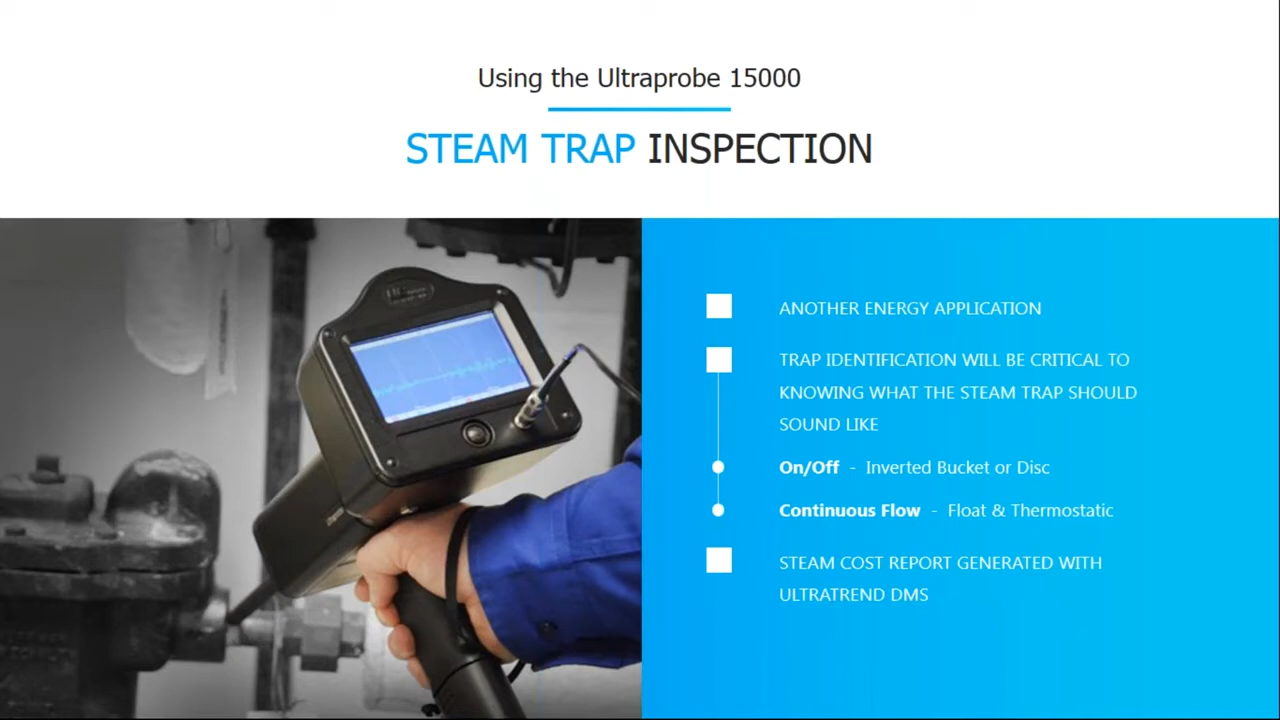 Using the Ultraprobe 15000
STEAM TRAP INSPECTION
ANOTHER ENERGY APPLICATION
TRAP IDENTIFICATION WILL BE CRITICAL TO
KNOWING WHAT THE STEAM TRAP SHOULD
SOUND LIKE
On/Off - Inverted Bucket or Disc
Continuous Flow - Float & Thermostatic
STEAM COST REPORT GENERATED WITH
ULTRATREND DMS